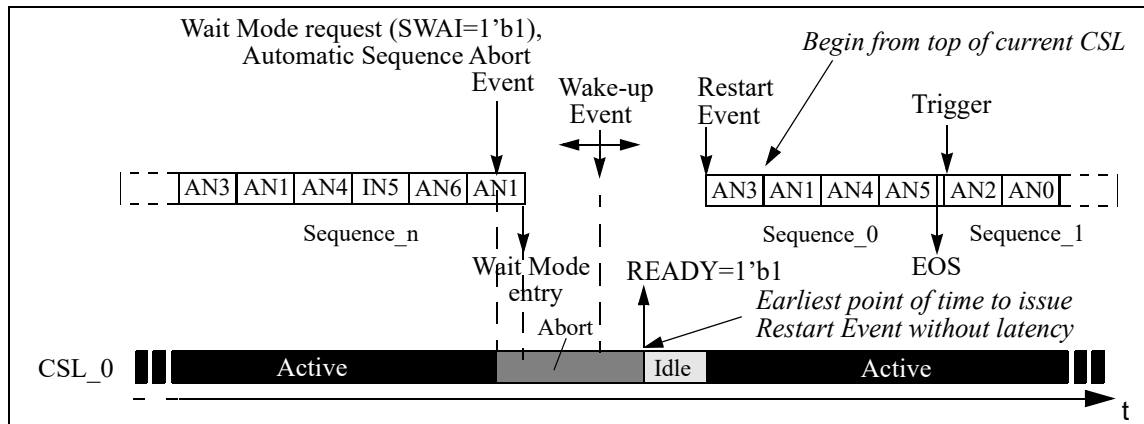 Wait Mode request (SWAI=1’b1),
Automatic Sequence Abort
Event
Wake-up
Event
Restart
Event
Begin from top of current CSL
Trigger
AN3 AN1 AN4 IN5 AN6 AN1
AN3 AN1 AN4 AN5 AN2 AN0
Sequence_n
Sequence_0
Sequence_1
Wait Mode
entry
READY=1’b1
EOS
Earliest point of time to issue
Restart Event without latency
Abort
CSL_0
Active
Idle
Active
t